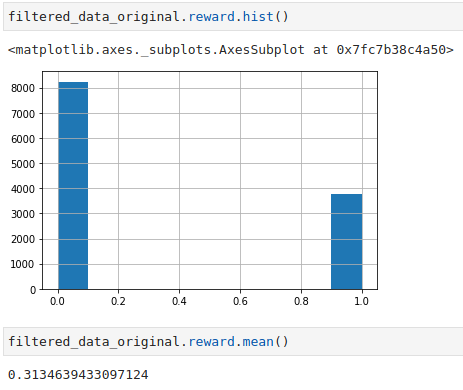 filtered_data_original.reward.hist()
<matplotlib.axes._subplots.AxesSubplot at 0x7fc7b38c4a50>
8000
7000
6000
5000
4000
3000
2000
1000
0
0.0 0.2 0.4 0.6 0.8 1.0
filtered_data_original.reward.mean()
0.3134639433097124